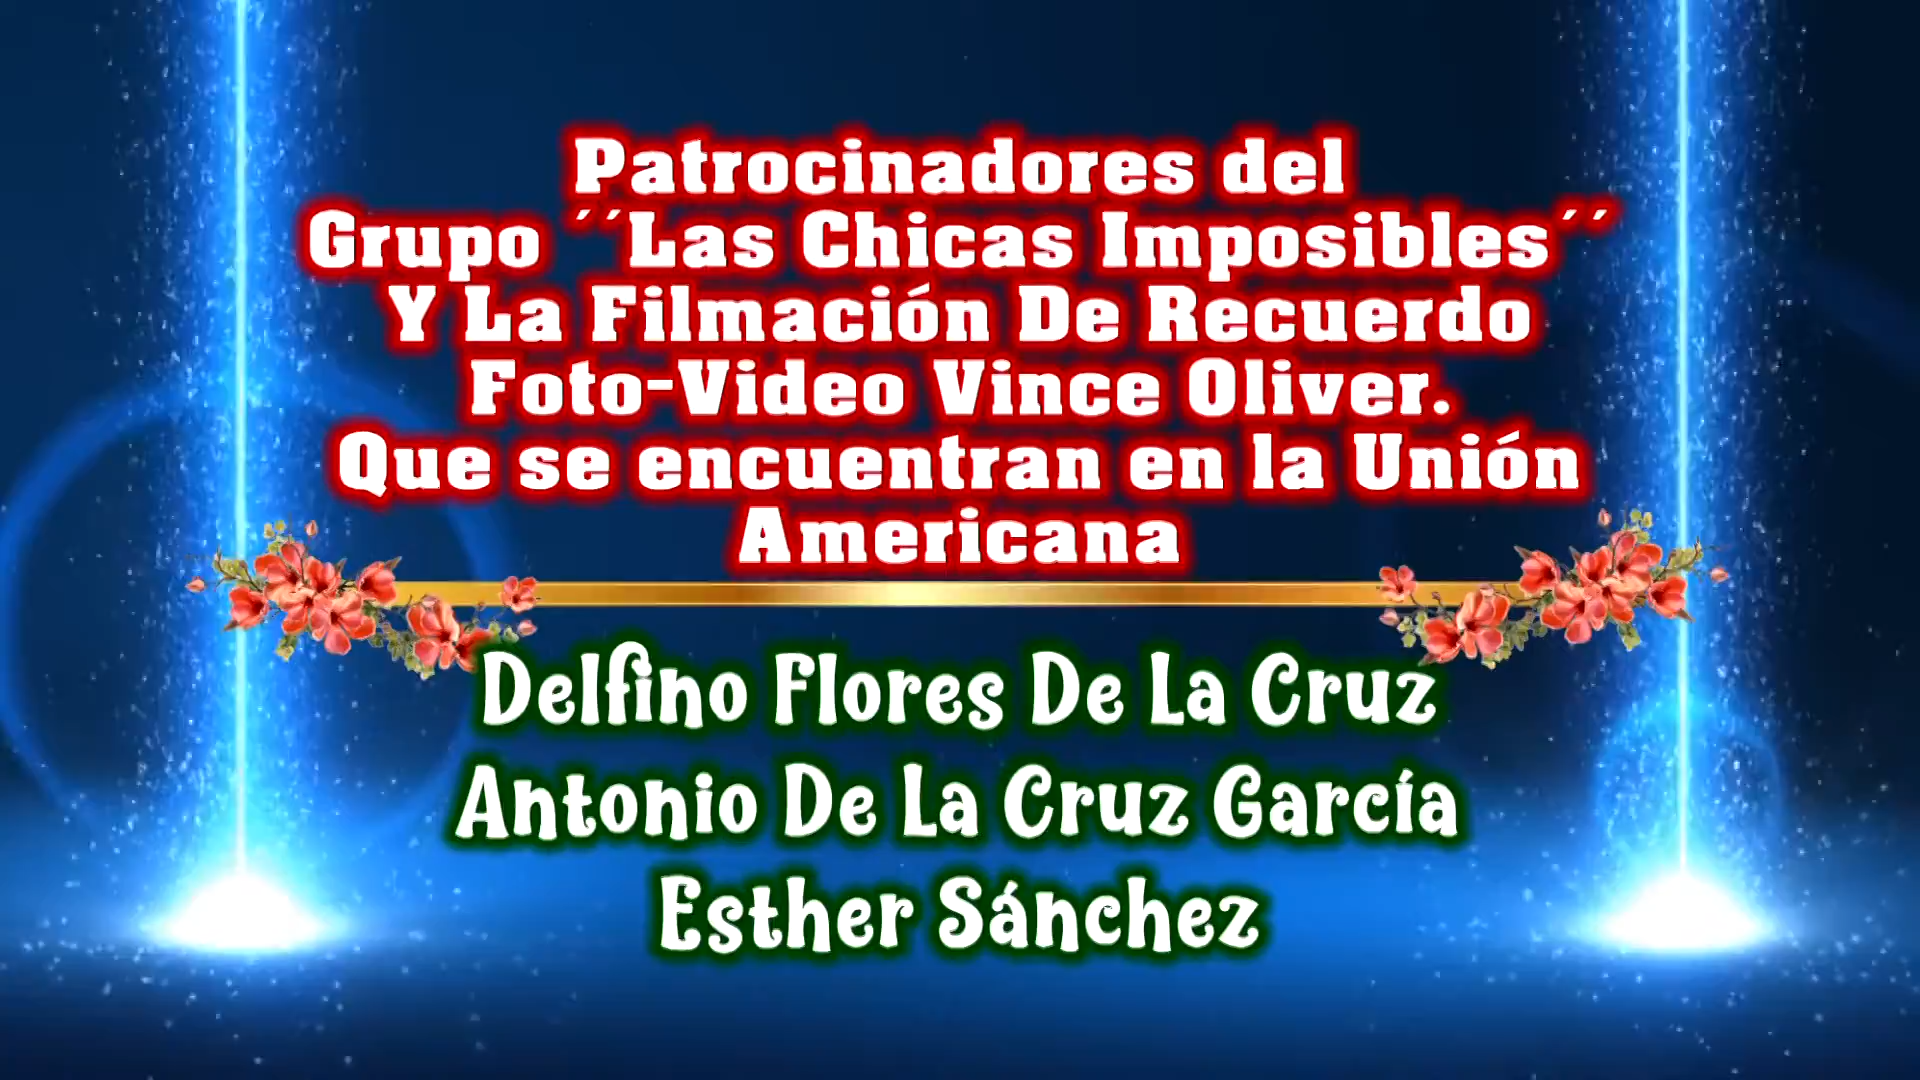 Patrocinadores del
Grupo ´´Las Chicas Imposibles´´
Y La Filmación De Recuerdo
Foto-Video Vince Oliver.
Que se encuentran en la Unión
Americana
Delfino Flores De La Cruz
Antonio De La Cruz García
Esther Sánchez